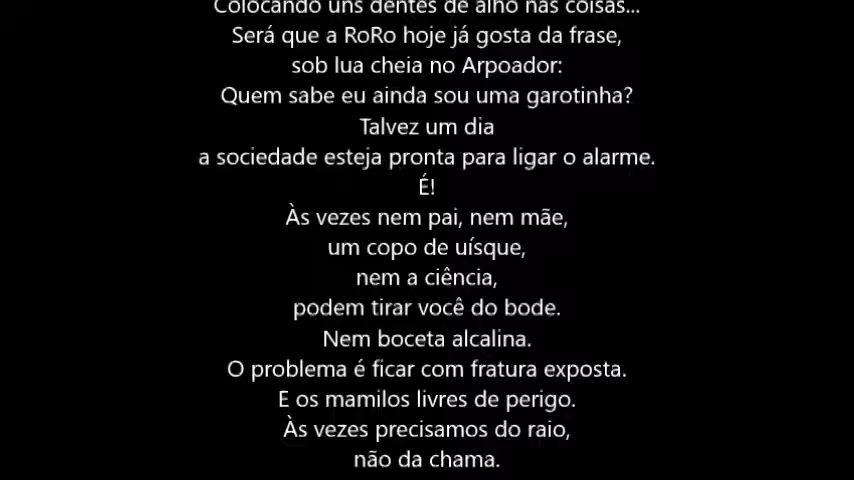 Colocando uns dentes de alho nas coisas...
Será que a RoRo hoje já gosta da frase,
sob lua cheia no Arpoador:
Quem sabe eu ainda sou uma garotinha?
Talvez um dia
a sociedade esteja pronta para ligar o alarme.
É!
Às vezes nem pai, nem mãe,
um copo de uísque,
nem a ciência,
podem tirar você do bode.
Nem boceta alcalina.
O problema é ficar com fratura exposta.
E os mamilos livres de perigo.
Às vezes precisamos do raio,
não da chama.